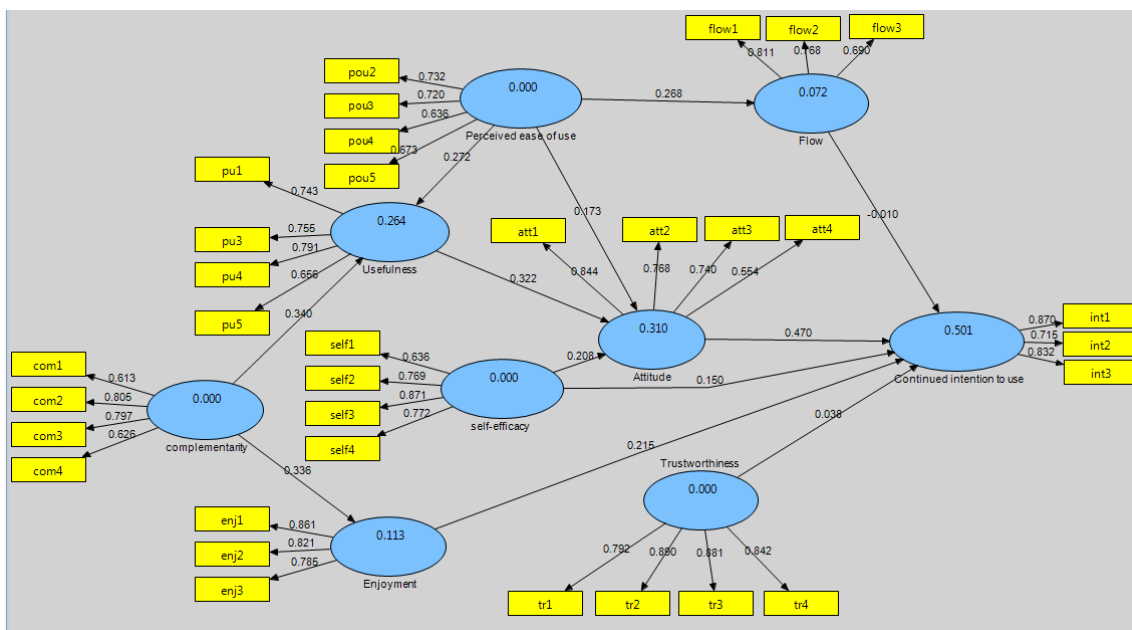 flow1
flow2
flow3
0.811
0.768
0.690
pou2
0.732
pou3
0.720
pou4
0.636
pou5
0.673
0.000
Perceived ease of use
0.268
0.072
Flow
0.272
0.173
-0.010
pu1
0.743
pu3
0.755
pu4
0.791
pu5
0.656
0.264
Usefulness
0.340
0.322
att1
att2
att3
att4
0.844
0.768
0.740
0.554
0.310
Attitude
0.470
0.501
Continued intention to use
0.870
int1
0.715
int2
0.832
int3
self1
0.636
self2
0.769
self3
0.871
self4
0.772
0.000
self-efficacy
0.208
0.150
com1
0.613
com2
0.805
com3
0.797
com4
0.626
0.000
complementarity
0.336
0.215
0.038
Trustworthiness
0.000
enj1
0.861
enj2
0.821
enj3
0.785
0.113
Enjoyment
0.792
0.890
0.881
0.842
tr1
tr2
tr3
tr4